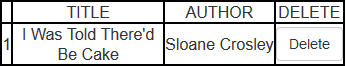 TITLE AUTHOR DELETE
1 I Was Told There'd Be Cake Sloane Crosley Delete